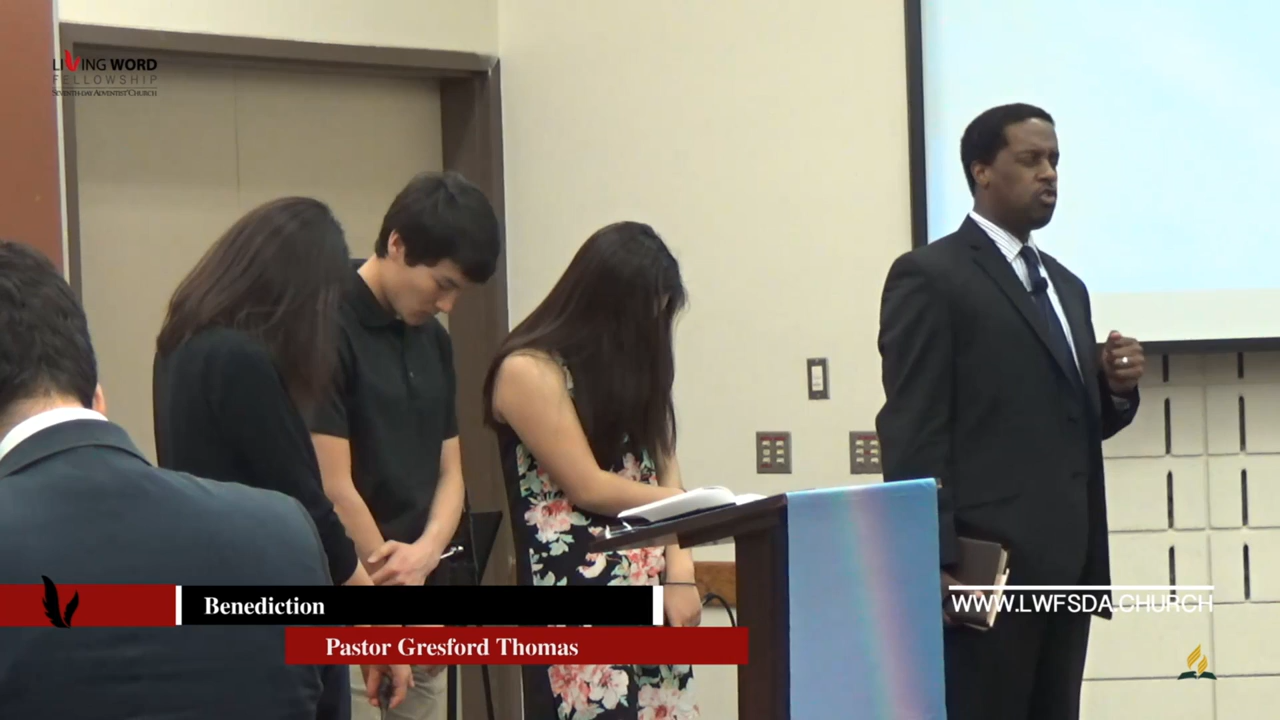 LIVING WORD
FELLOWSHIP
SEVENTH-DAY ADVENTIST CHURCH
Benediction
WWW.LWFSDA.CHURCH
Pastor Gresford Thomas